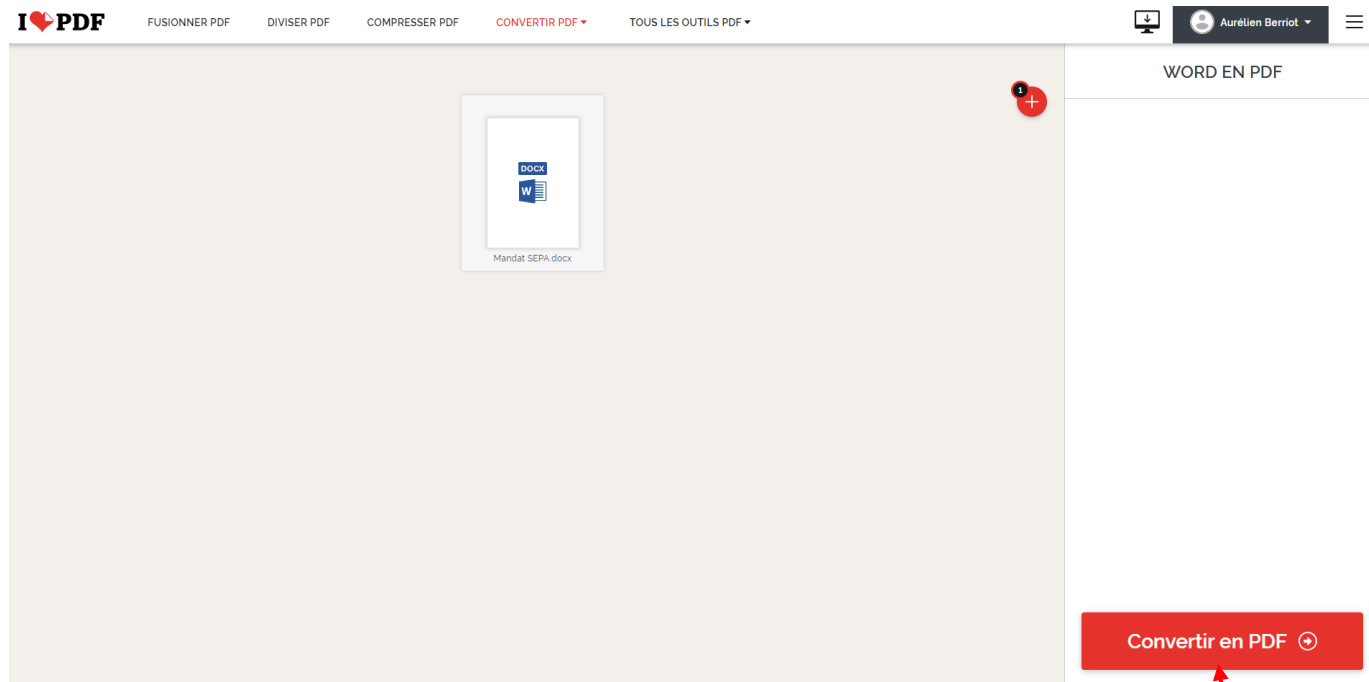 I PDF
FUSIONNER PDF
DIVISER PDF
COMPRESSER PDF
CONVERTIR PDF
TOUS LES OUTILS PDF
Aurélien Berriot
WORD EN PDF
1
DOCX
W
Mandat SEPA.docx
Convertir en PDF